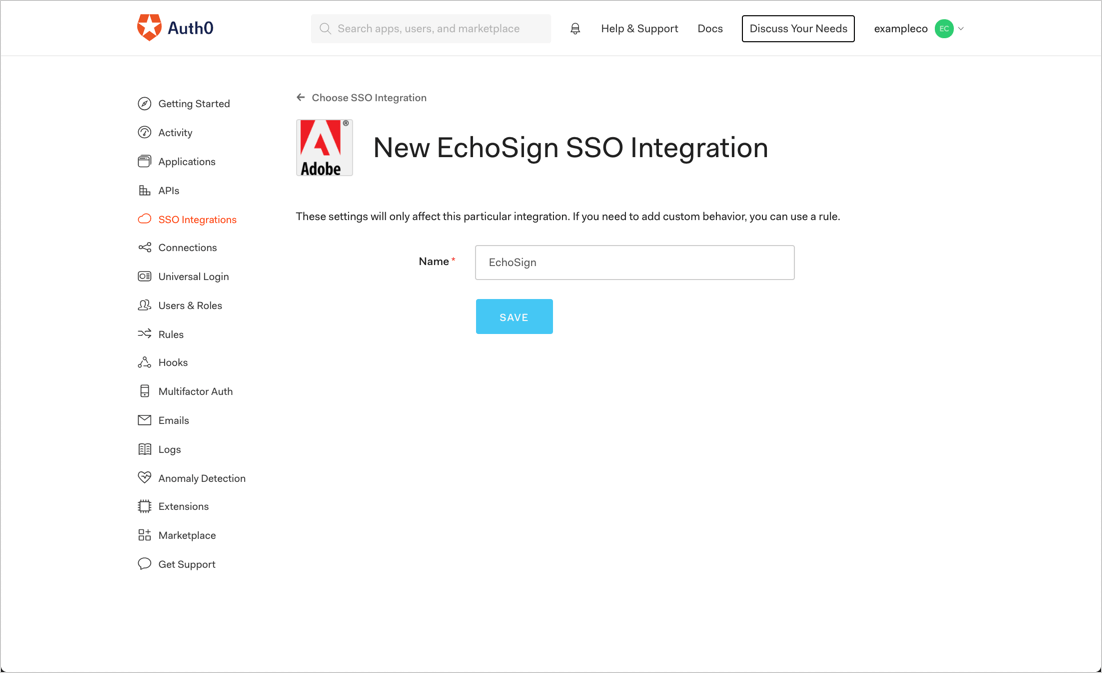 Auth0
Search apps, users, and marketplace
Help & Support
Docs
Discuss Your Needs
exampleco
EC
Getting Started
Activity
Applications
APIs
SSO Integrations
Connections
Universal Login
Users & Roles
Rules
Hooks
Multifactor Auth
Emails
Logs
Anomaly Detection
Extensions
Marketplace
Get Support
Choose SSO Integration
Adobe
®
New EchoSign SSO Integration
These settings will only affect this particular integration. If you need to add custom behavior, you can use a rule.
Name *
EchoSign
SAVE